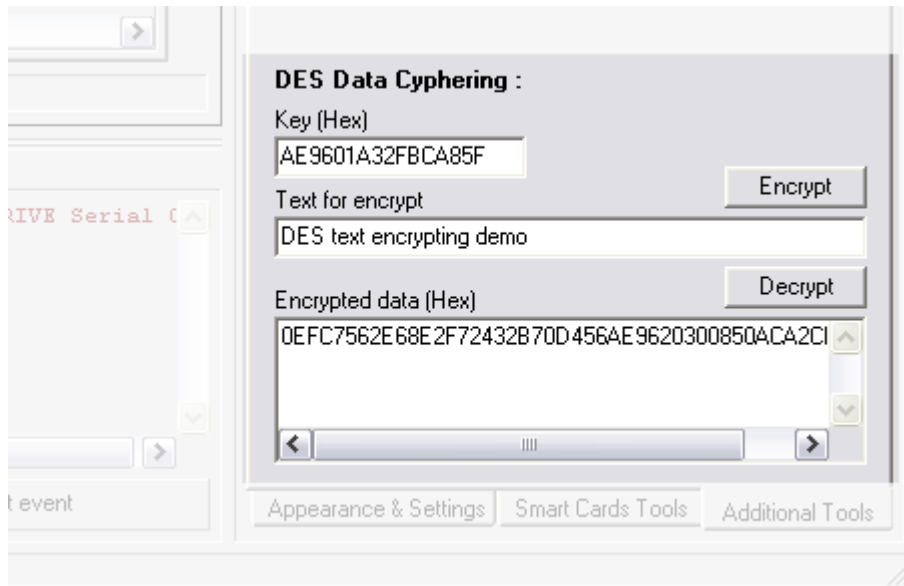 DES Data Cyphering :
Key (Hex)
AE9601A32FBCA85F
Encrypt
Text for encrypt
DES text encrypting demo
Decrypt
Encrypted data (Hex)
0EFC7562E68E2F72432B70D456AE9620300850ACA2C
RIVE Serial
t event
Appearance & Settings
Smart Cards Tools
Additional Tools